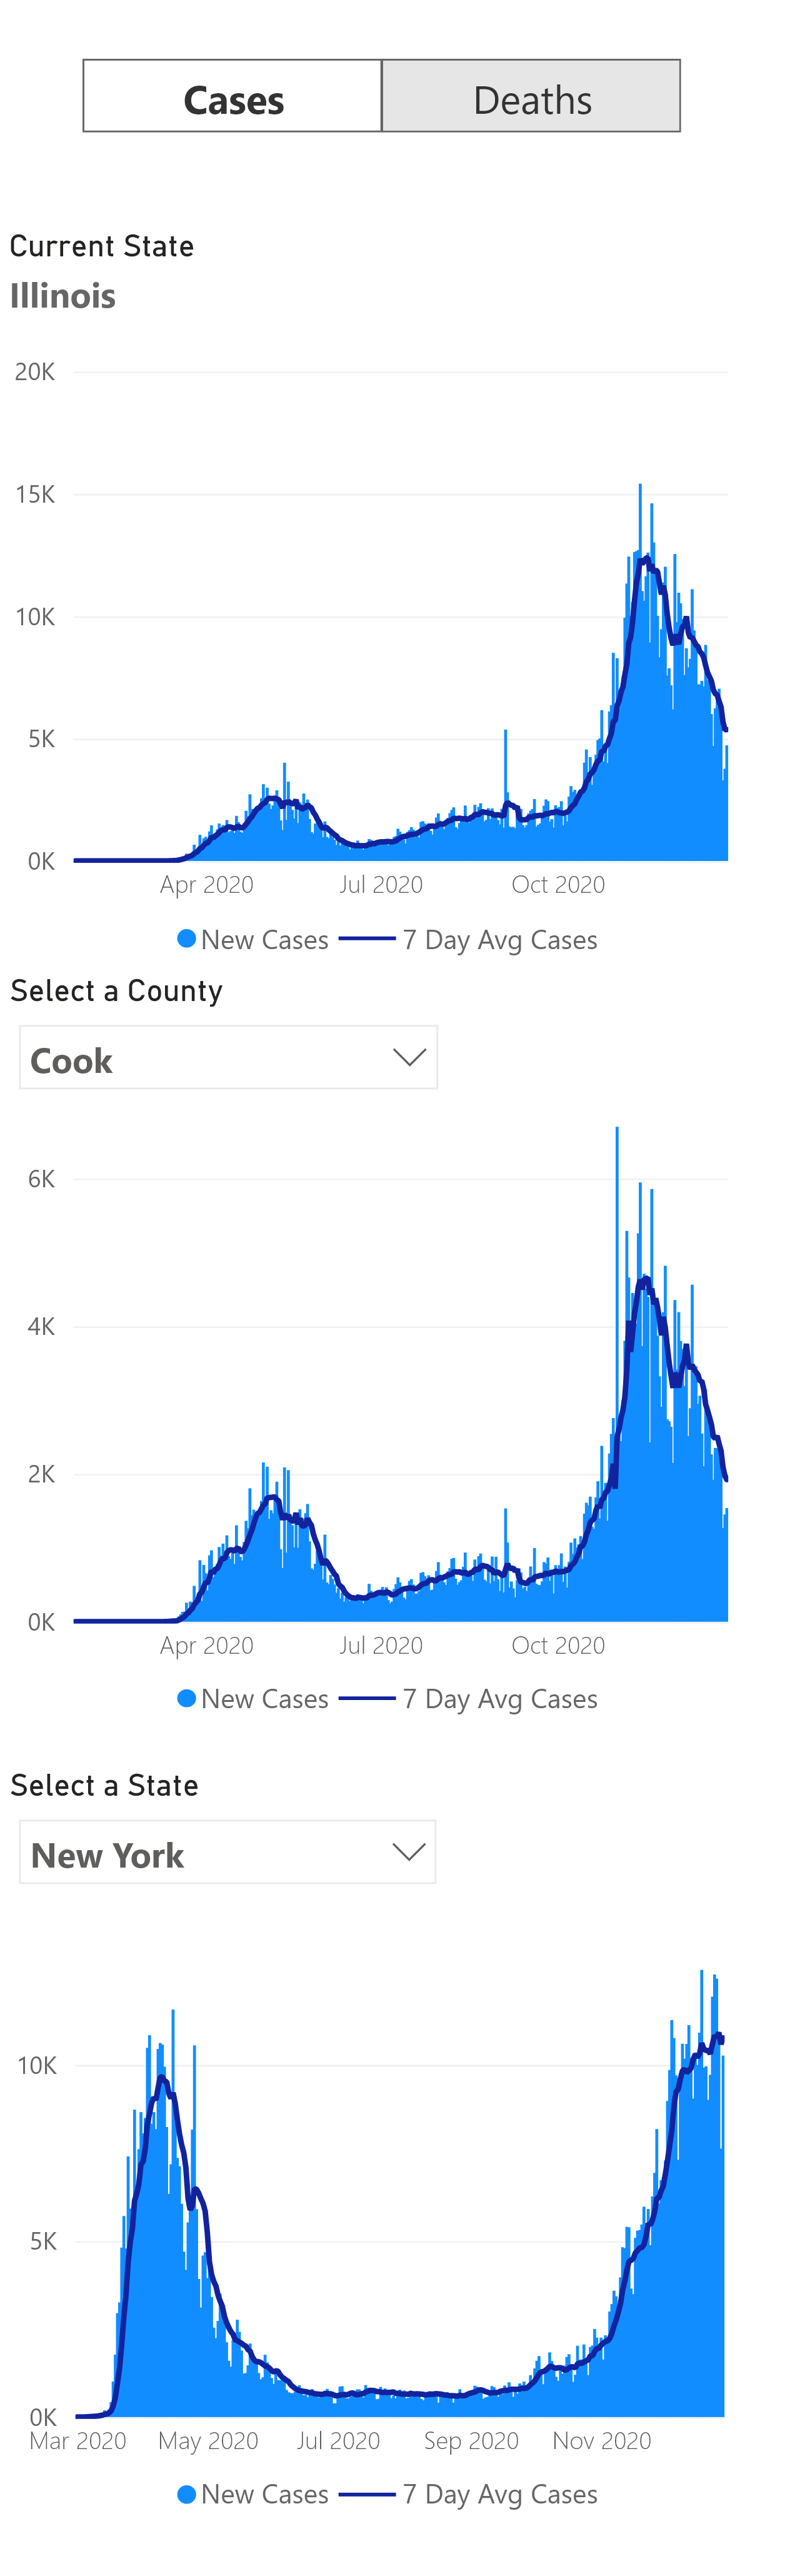 Cases Deaths
Current State
Illinois
20K
15K
10K
5K
0K
Apr 2020 Jul 2020 Oct 2020
New Cases 7 Day Avg Cases
Select a County
Cook
6K
4K
2K
0K
Apr 2020 Jul 2020 Oct 2020
New Cases 7 Day Avg Cases
Select a State
New York
10K
5K
0K
Mar 2020 May 2020 Jul 2020 Sep 2020 Nov 2020
New Cases 7 Day Avg Cases